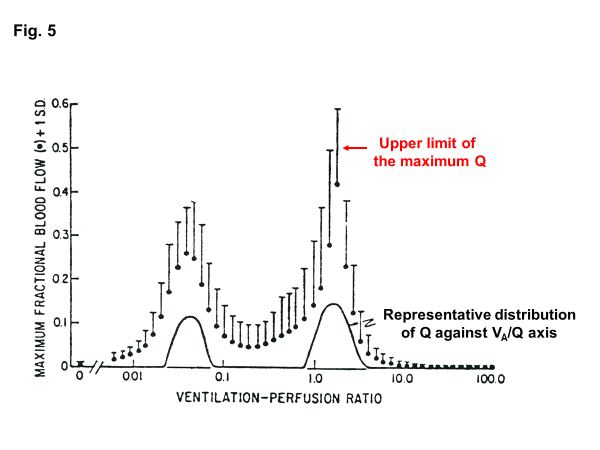 Fig. 5
MAXIMUM FRACTIONAL BLOOD FLOW (•) + 1 S.D.
0.6
0.5
0.4
0.3
0.2
0.1
0
Upper limit of
the maximum Q
Representative distribution
of Q against VA/Q axis
0
0.01
0.1
1.0
10.0
100.0
VENTILATION-PERFUSION RATIO